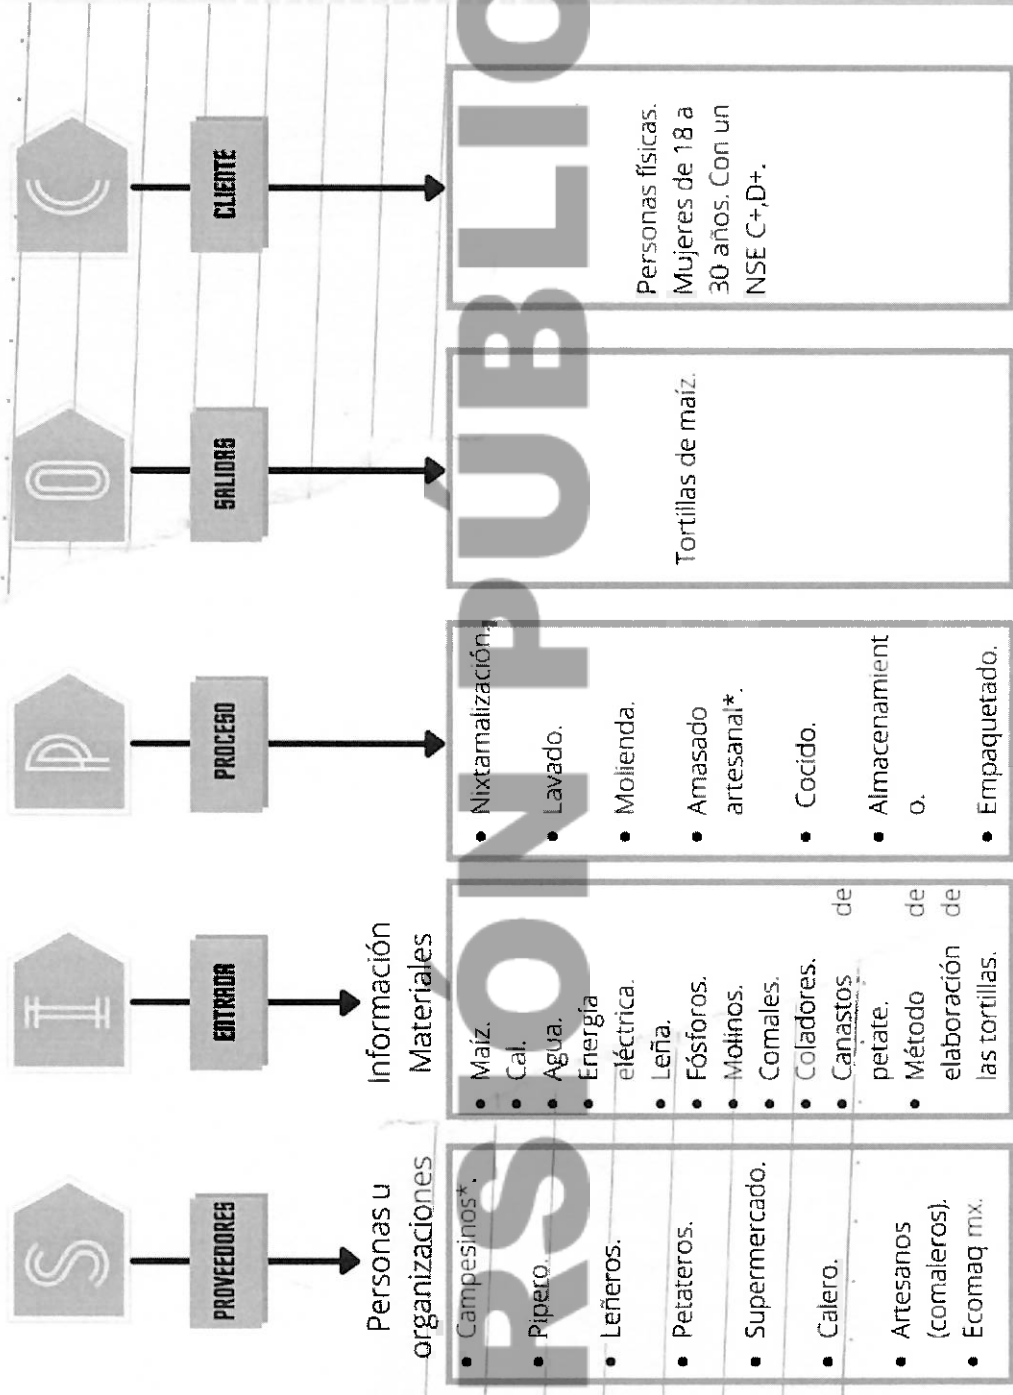 S
PROVEEDORES
Personas u
organizaciones
• Campesinos*.
• Pipero.
• Leñeros.
• Petateros.
• Supermercado.
• Calero.
• Artesanos
(comaleros).
• Ecomaq mx.
I
ENTRADA
Información
Materiales
• Maíz.
• Cal.
• Agua.
• Energía
eléctrica.
• Leña.
• Fósforos.
• Molinos.
• Comales.
• Coladores.
• Canastos de
petate.
• Método de
elaboración de
las tortillas.
P
PROCESO
• Nixtamalización.
• Lavado.
• Molienda.
• Amasado
artesanal*.
• Cocido.
• Almacenamient
o.
• Empaquetado.
O
SALIDAS
Tortillas de maíz.
C
CLIENTE
Personas físicas.
Mujeres de 18 a
30 años. Con un
NSE C+,D+.
RSIÓN PÚBLIC